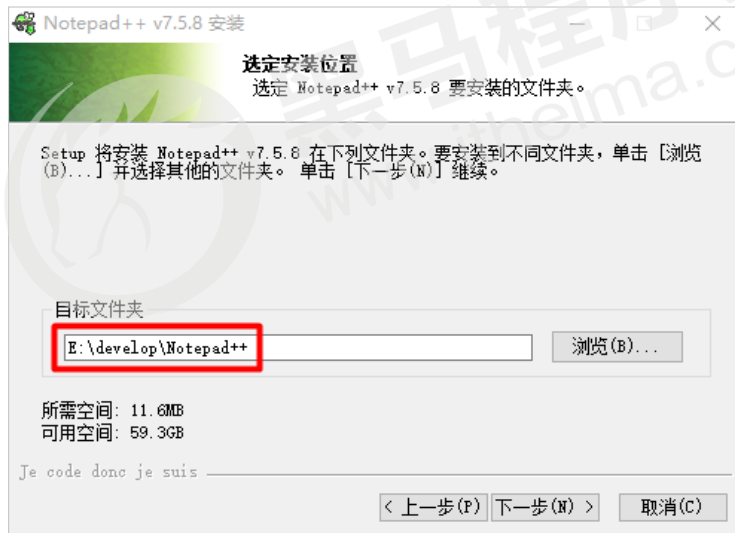 Notepad++ v7.5.8 安装
选定安装位置
选定 Notepad++ v7.5.8 要安装的文件夹。
Setup 将安装 Notepad++ v7.5.8 在下列文件夹。要安装到不同文件夹，单击 [浏览
(B)...] 并选择其他的文件夹。 单击 [下一步(N)] 继续。
目标文件夹
E:\develop\Notepad++
浏览(B)...
所需空间: 11.6MB
可用空间: 59.3GB
Je code donc je suis
< 上一步(P) 下一步(N) > 取消(C)